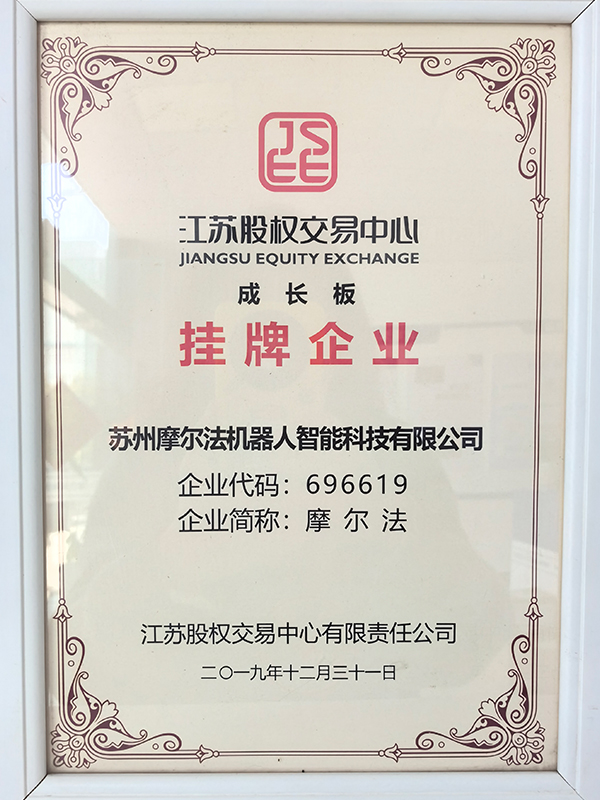 JS
EE
江苏股权交易中心
JIANGSU EQUITY EXCHANGE
成长板
挂牌企业
苏州摩尔法机器人智能科技有限公司
企业代码：696619
企业简称：摩尔法
江苏股权交易中心有限责任公司
二〇一九年十二月三十一日